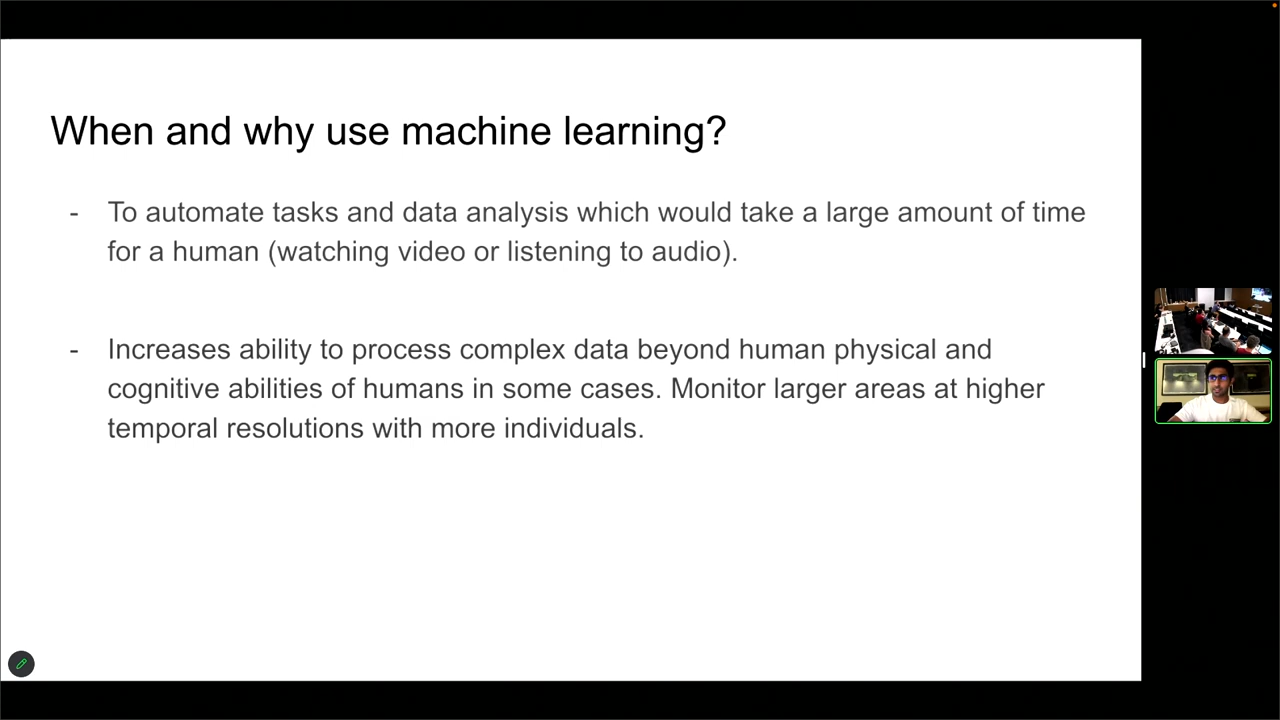 When and why use machine learning?
- To automate tasks and data analysis which would take a large amount of time
for a human (watching video or listening to audio).
- Increases ability to process complex data beyond human physical and
cognitive abilities of humans in some cases. Monitor larger areas at higher
temporal resolutions with more individuals.